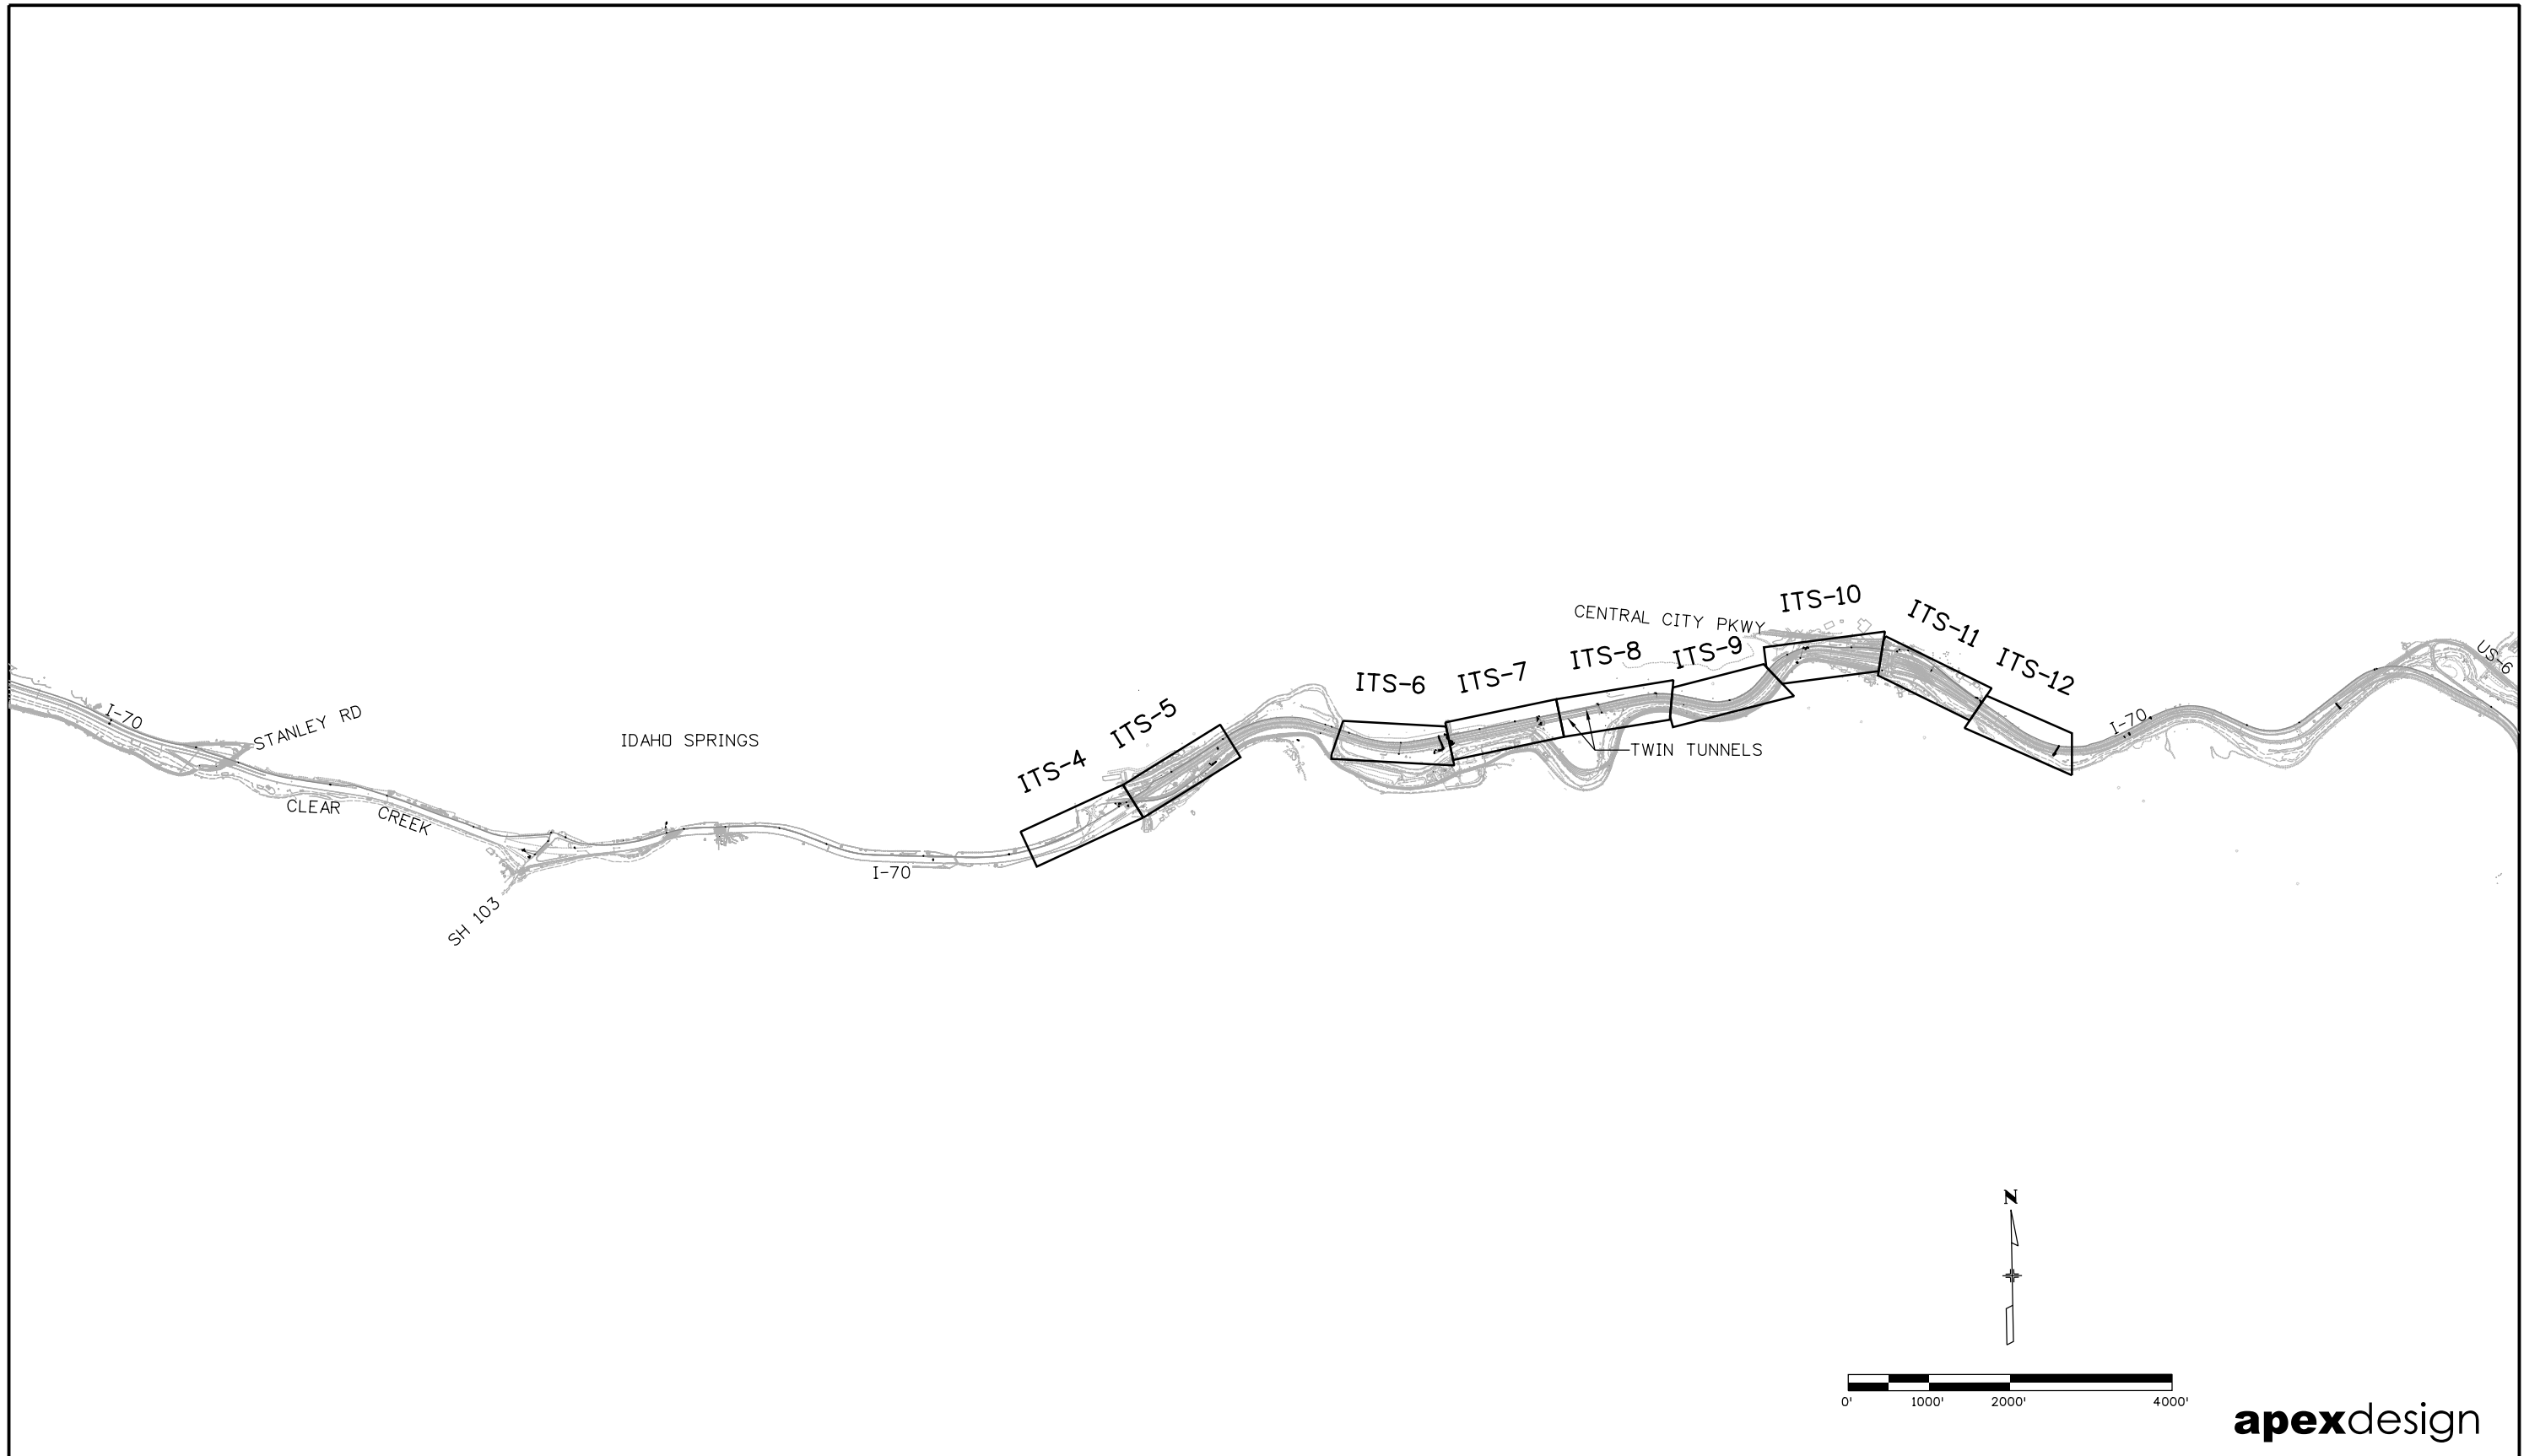 ITS-10
CENTRAL CITY PKWY
ITS-11
ITS-8
ITS-9
ITS-12
US-6
ITS-7
ITS-6
I-70
STANLEY RD
ITS-5
I-70
IDAHO SPRINGS
TWIN TUNNELS
ITS-4
CLEAR
CREEK
I-70
SH 103
N
0' 1000' 2000' 4000'
apexdesign